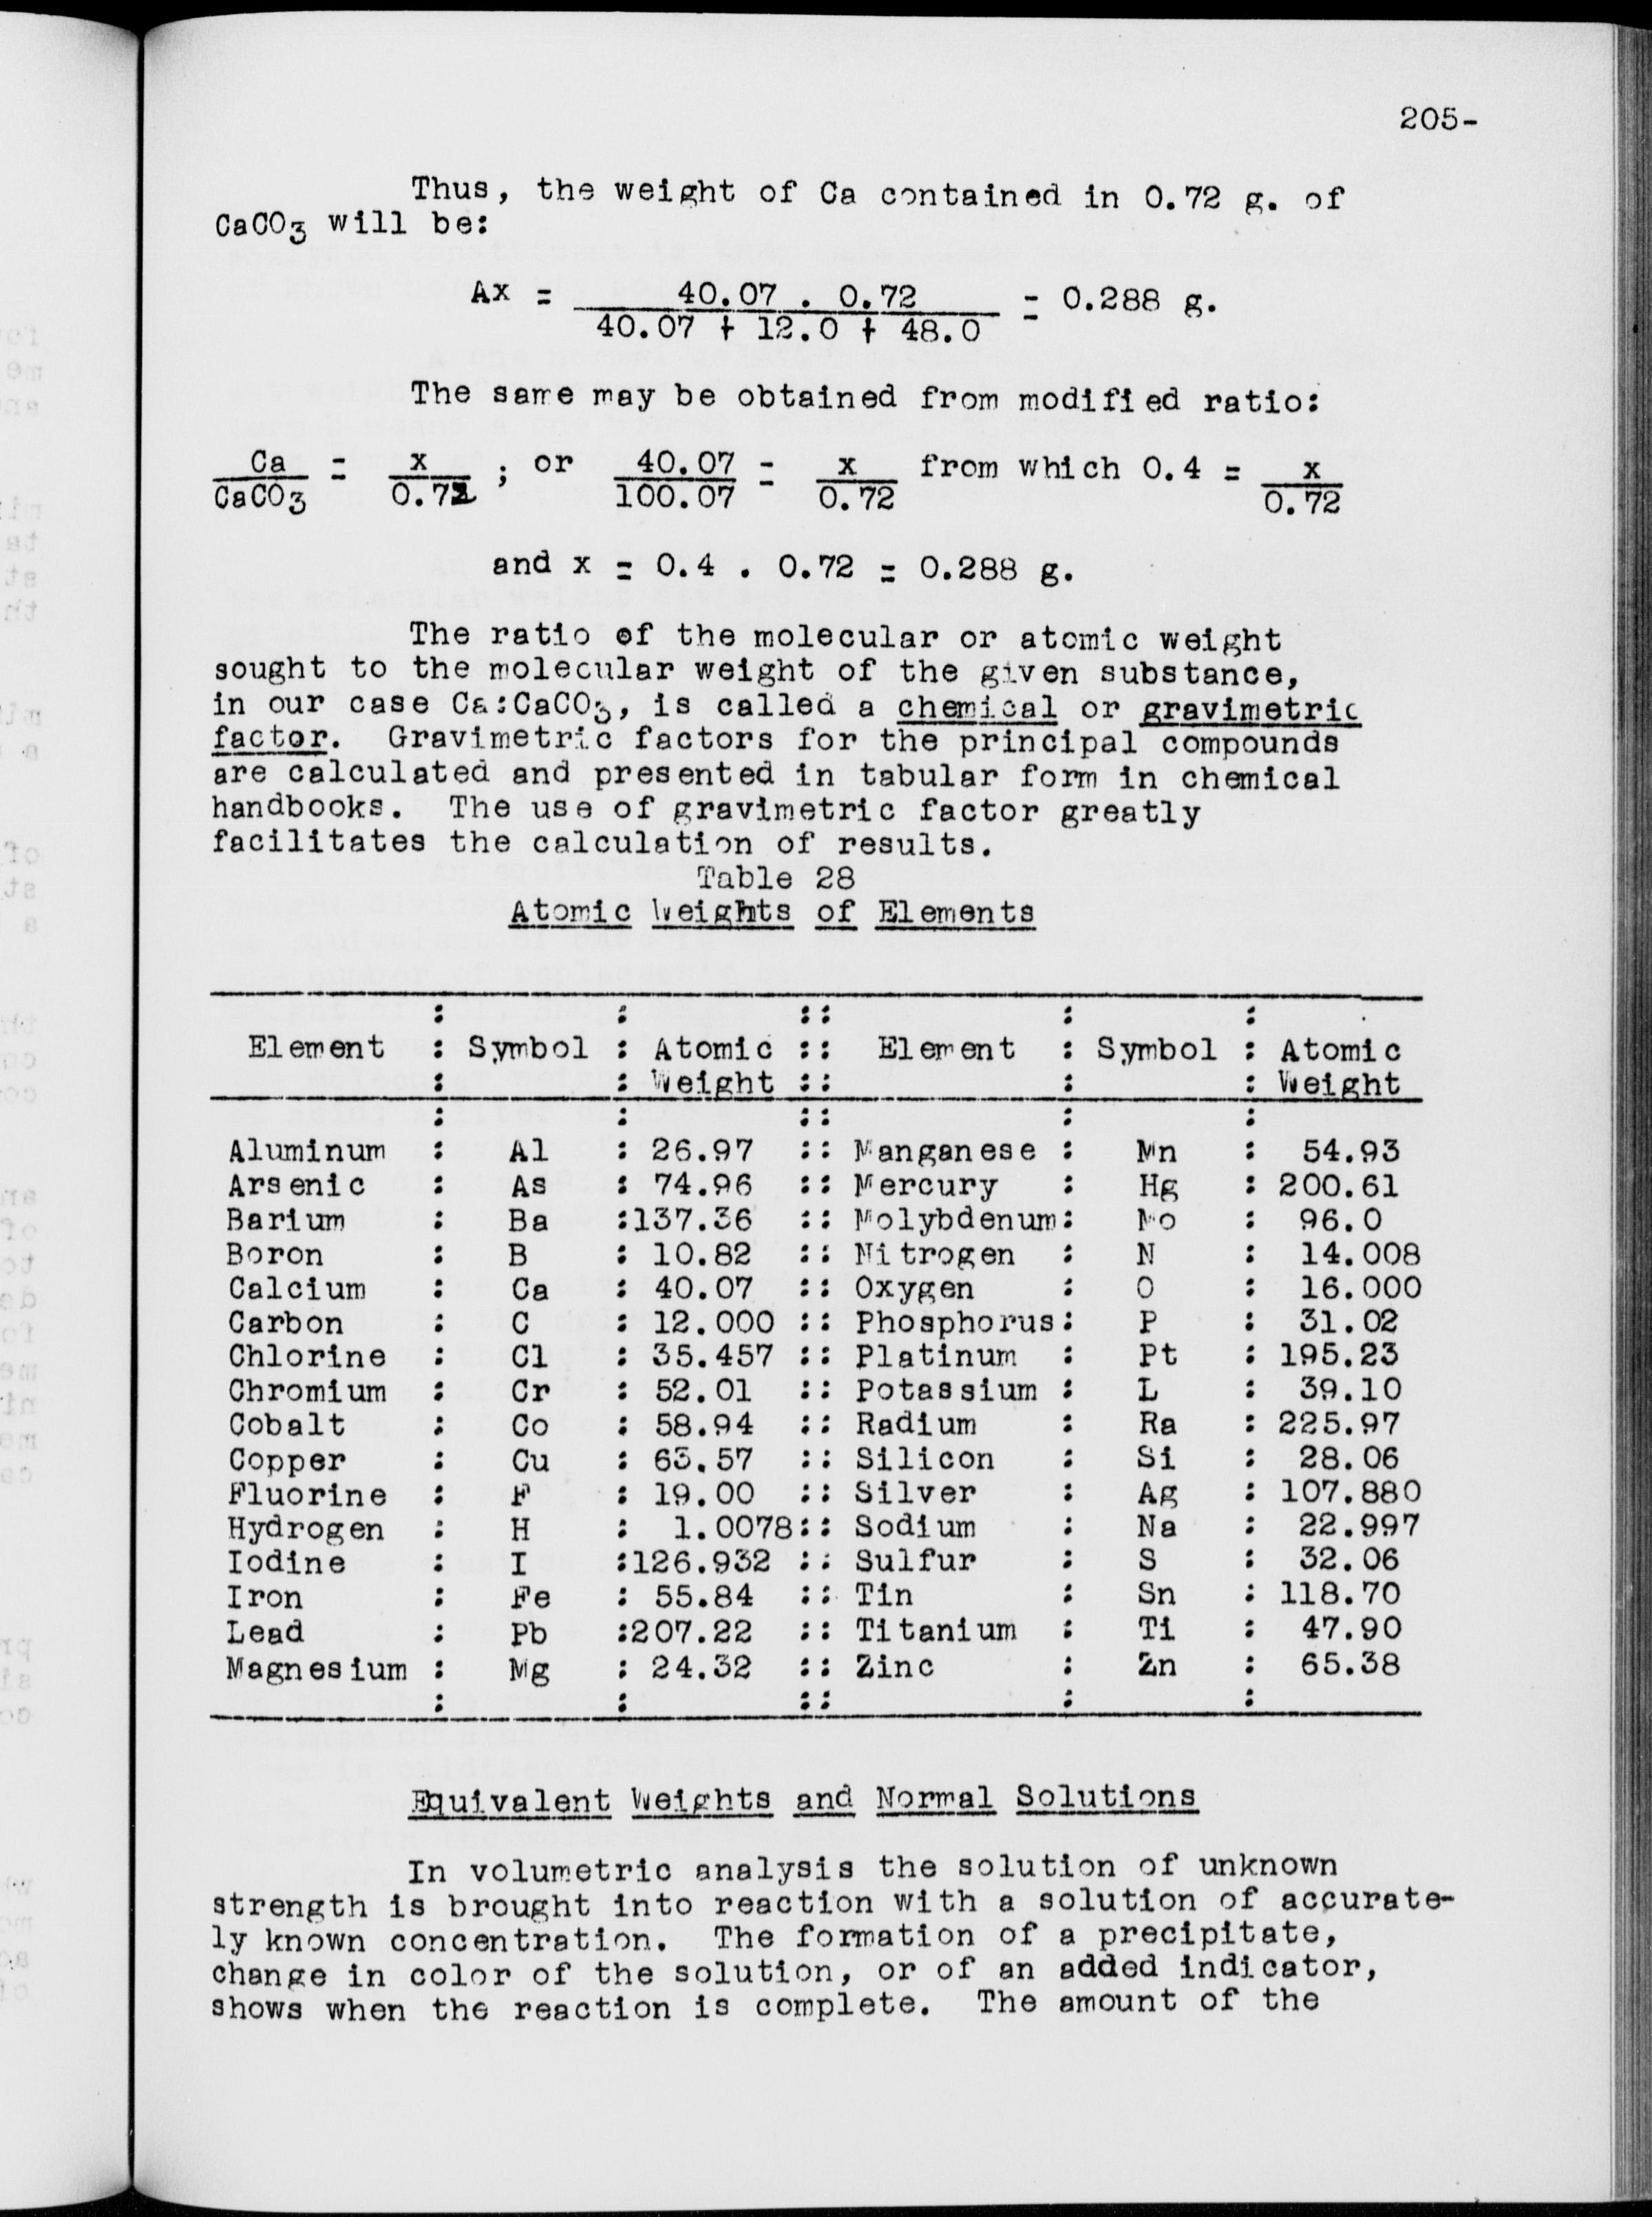 205-
Thus, the weight of Ca contained in 0.72 g. of
CaCO3 will be:
Ax = 40.07 . 0.72 / 40.07 + 12.0 + 48.0 = 0.288 g.
The same may be obtained from modified ratio:
Ca / CaCO3 = x / 0.72 ; or 40.07 / 100.07 = x / 0.72 from which 0.4 = x / 0.72
and x = 0.4 . 0.72 = 0.288 g.
The ratio of the molecular or atomic weight
sought to the molecular weight of the given substance,
in our case Ca:CaCO3, is called a chemical or gravimetric
factor. Gravimetric factors for the principal compounds
are calculated and presented in tabular form in chemical
handbooks. The use of gravimetric factor greatly
facilitates the calculation of results.
Table 28
Atomic Weights of Elements
Element : Symbol : Atomic :: Element : Symbol : Atomic
: : Weight :: : : Weight
Aluminum : Al : 26.97 :: Manganese : Mn : 54.93
Arsenic : As : 74.96 :: Mercury : Hg : 200.61
Barium : Ba :137.36 :: Molybdenum: Mo : 96.0
Boron : B : 10.82 :: Nitrogen : N : 14.008
Calcium : Ca : 40.07 :: Oxygen : O : 16.000
Carbon : C : 12.000 :: Phosphorus: P : 31.02
Chlorine : Cl : 35.457 :: Platinum : Pt : 195.23
Chromium : Cr : 52.01 :: Potassium : L : 39.10
Cobalt : Co : 58.94 :: Radium : Ra : 225.97
Copper : Cu : 63.57 :: Silicon : Si : 28.06
Fluorine : F : 19.00 :: Silver : Ag : 107.880
Hydrogen : H : 1.0078:: Sodium : Na : 22.997
Iodine : I :126.932 :: Sulfur : S : 32.06
Iron : Fe : 55.84 :: Tin : Sn : 118.70
Lead : Pb :207.22 :: Titanium : Ti : 47.90
Magnesium : Mg : 24.32 :: Zinc : Zn : 65.38
Equivalent Weights and Normal Solutions
In volumetric analysis the solution of unknown
strength is brought into reaction with a solution of accurate-
ly known concentration. The formation of a precipitate,
change in color of the solution, or of an added indicator,
shows when the reaction is complete. The amount of the